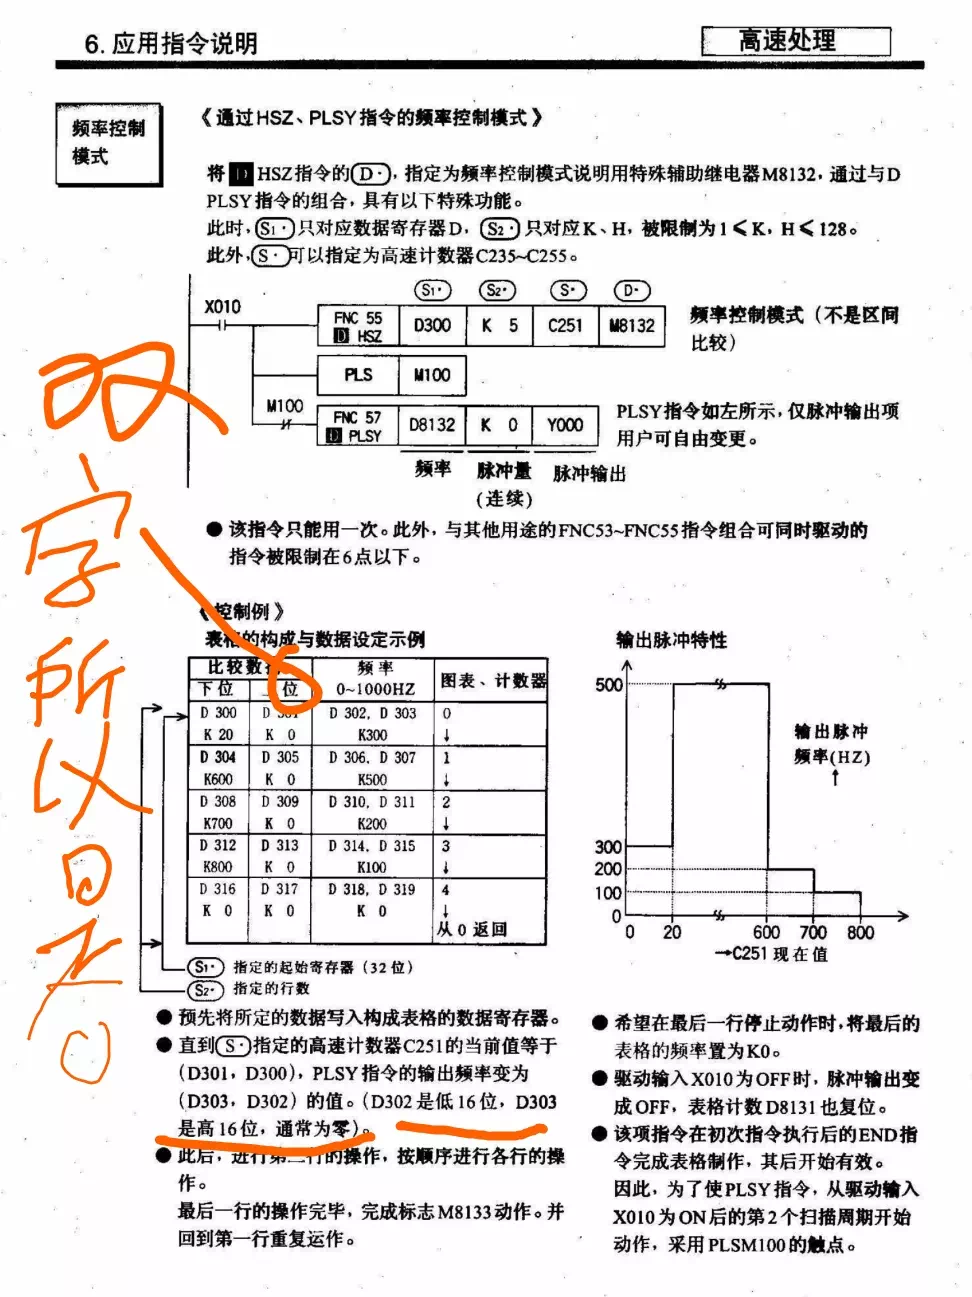 6. 应用指令说明
高速处理
频率控制
模式
《通过HSZ、PLSY指令的频率控制模式》
将 D HSZ指令的(D·)，指定为频率控制模式说明用特殊辅助继电器M8132，通过与D
PLSY指令的组合，具有以下特殊功能。
此时，(S1·)只对应数据寄存器D，(S2·)只对应K、H，被限制为1≤K，H≤128。
此外，(S·)可以指定为高速计数器C235~C255。
(S1·) (S2·) (S·) (D·)
X010
FNC 55
D HSZ
D300
K 5
C251
M8132
频率控制模式（不是区间
比较）
PLS
M100
M100
FNC 57
D PLSY
D8132
K 0
Y000
PLSY指令如左所示，仅脉冲输出项
用户可自由变更。
频率 脉冲量 脉冲输出
(连续)
● 该指令只能用一次。此外，与其他用途的FNC53~FNC55指令组合可同时驱动的
指令被限制在6点以下。
双
字
所
以
是
0
《控制例》
表格的构成与数据设定示例
比较数
频 率
0~1000HZ
图表、计数器
下 位
位
D 300
K 20
D 301
K 0
D 302, D 303
K300
0
↓
D 304
K600
D 305
K 0
D 306, D 307
K500
1
↓
D 308
K700
D 309
K 0
D 310, D 311
K200
2
↓
D 312
K800
D 313
K 0
D 314, D 315
K100
3
↓
D 316
K 0
D 317
K 0
D 318, D 319
K 0
4
↓
从 0 返回
(S1·) 指定的起始寄存器（32位）
(S2·) 指定的行数
输出脉冲特性
500
输出脉冲
频率(HZ)
↑
300
200
100
0
0 20 600 700 800
→C251 现在值
● 预先将所定的数据写入构成表格的数据寄存器。
● 直到(S·)指定的高速计数器C251的当前值等于
（D301，D300），PLSY指令的输出频率变为
（D303，D302）的值。（D302是低16位，D303
是高16位，通常为零）。
● 此后，进行第二行的操作，按顺序进行各行的操
作。
最后一行的操作完毕，完成标志M8133动作。并
回到第一行重复运作。
● 希望在最后一行停止动作时，将最后的
表格的频率置为K0。
● 驱动输入X010为OFF时，脉冲输出变
成OFF，表格计数D8131也复位。
● 该项指令在初次指令执行后的END指
令完成表格制作，其后开始有效。
因此，为了使PLSY指令，从驱动输入
X010为ON后的第2个扫描周期开始
动作，采用PLSM100的触点。